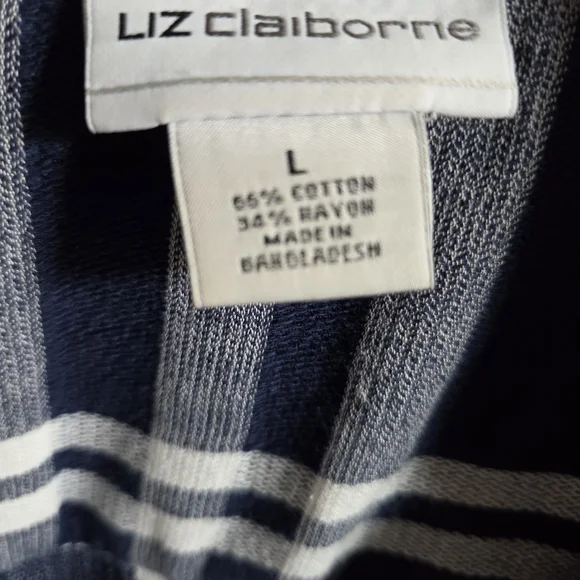 LIZ claiborne
L
66% COTTON
34% RAYON
MADE IN
BANGLADESH